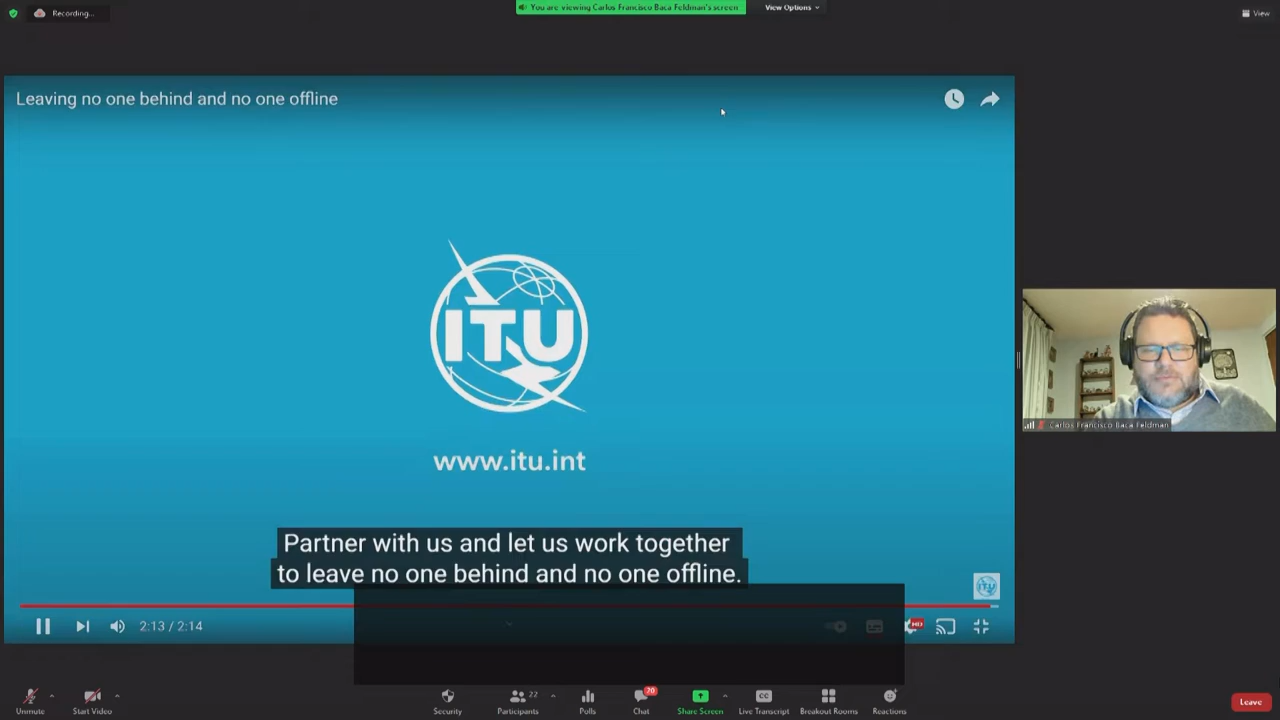 Recording...
You are viewing Carlos Francisco Baca Feldman's screen
View Options
View
Leaving no one behind and no one offline
ITU
www.itu.int
Carlos Francisco Baca Feldman
Partner with us and let us work together
to leave no one behind and no one offline.
2:13 / 2:14
HD
22
20
CC
Unmute
Start Video
Security
Participants
Polls
Chat
Share Screen
Live Transcript
Breakout Rooms
Reactions
Leave